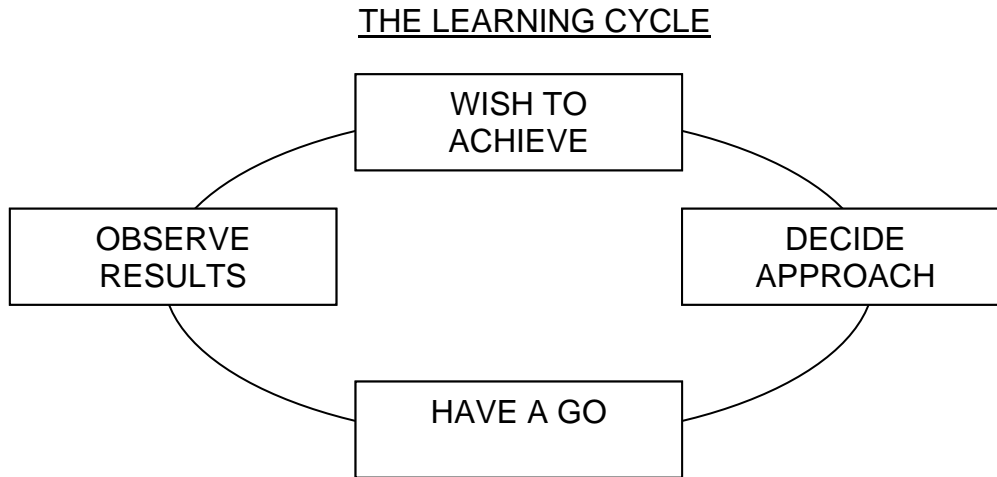 THE LEARNING CYCLE
WISH TO
ACHIEVE
OBSERVE
RESULTS
DECIDE
APPROACH
HAVE A GO